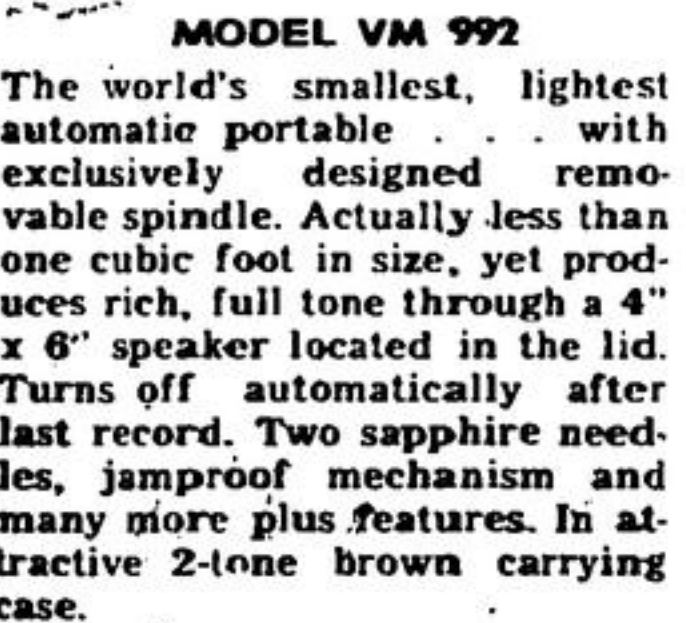 MODEL VM 992
The world's smallest, lightest
automatic portable . . . with
exclusively designed remo-
vable spindle. Actually less than
one cubic foot in size, yet prod-
uces rich, full tone through a 4"
x 6" speaker located in the lid.
Turns off automatically after
last record. Two sapphire need-
les, jamproof mechanism and
many more plus features. In at-
tractive 2-tone brown carrying
case.